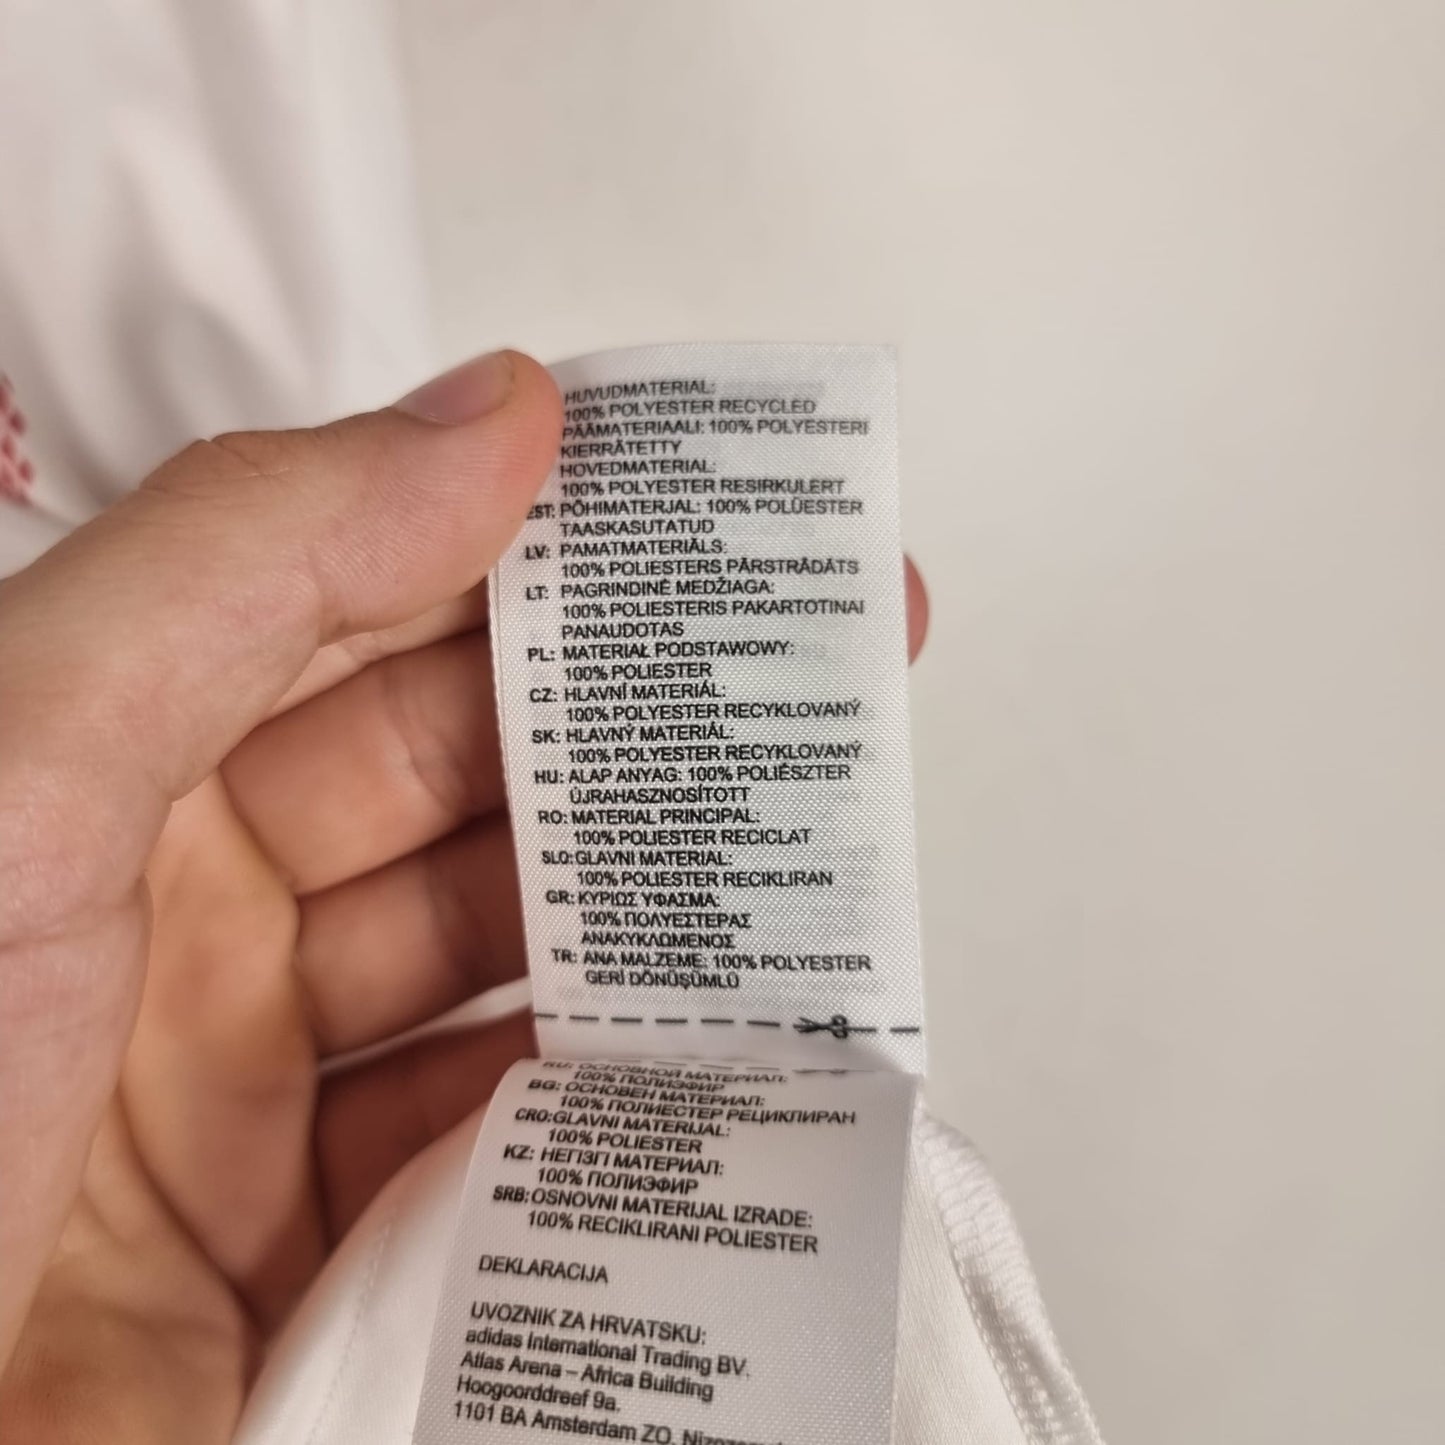 HUVUDMATERIAL:
100% POLYESTER RECYCLED
PÄÄMATERIAALI: 100% POLYESTERI
KIERRÄTETTY
HOVEDMATERIAL:
100% POLYESTER RESIRKULERT
EST: PÕHIMATERJAL: 100% POLÜESTER
TAASKASUTATUD
LV: PAMATMATERIĀLS:
100% POLIESTERS PĀRSTRĀDĀTS
LT: PAGRINDINĖ MEDŽIAGA:
100% POLIESTERIS PAKARTOTINAI
PANAUDOTAS
PL: MATERIAŁ PODSTAWOWY:
100% POLIESTER
CZ: HLAVNÍ MATERIÁL:
100% POLYESTER RECYKLOVANÝ
SK: HLAVNÝ MATERIÁL:
100% POLYESTER RECYKLOVANÝ
HU: ALAP ANYAG: 100% POLIÉSZTER
ÚJRAHASZNOSÍTOTT
RO: MATERIAL PRINCIPAL:
100% POLIESTER RECICLAT
SLO: GLAVNI MATERIAL:
100% POLIESTER RECIKLIRAN
GR: ΚΥΡΙΩΣ ΥΦΑΣΜΑ:
100% ΠΟΛΥΕΣΤΕΡΑΣ
ΑΝΑΚΥΚΛΩΜΕΝΟΣ
TR: ANA MALZEME: 100% POLYESTER
GERİ DÖNÜŞÜMLÜ
RU: ОСНОВНОЙ МАТЕРИАЛ:
100% ПОЛИЭФИР
BG: ОСНОВЕН МАТЕРИАЛ:
100% ПОЛИЕСТЕР РЕЦИКЛИРАН
CRO: GLAVNI MATERIJAL:
100% POLIESTER
KZ: НЕГІЗГІ МАТЕРИАЛ:
100% ПОЛИЭФИР
SRB: OSNOVNI MATERIJAL IZRADE:
100% RECIKLIRANI POLIESTER
DEKLARACIJA
UVOZNIK ZA HRVATSKU:
adidas International Trading BV.
Atlas Arena – Africa Building
Hoogoorddreef 9a.
1101 BA Amsterdam ZO,